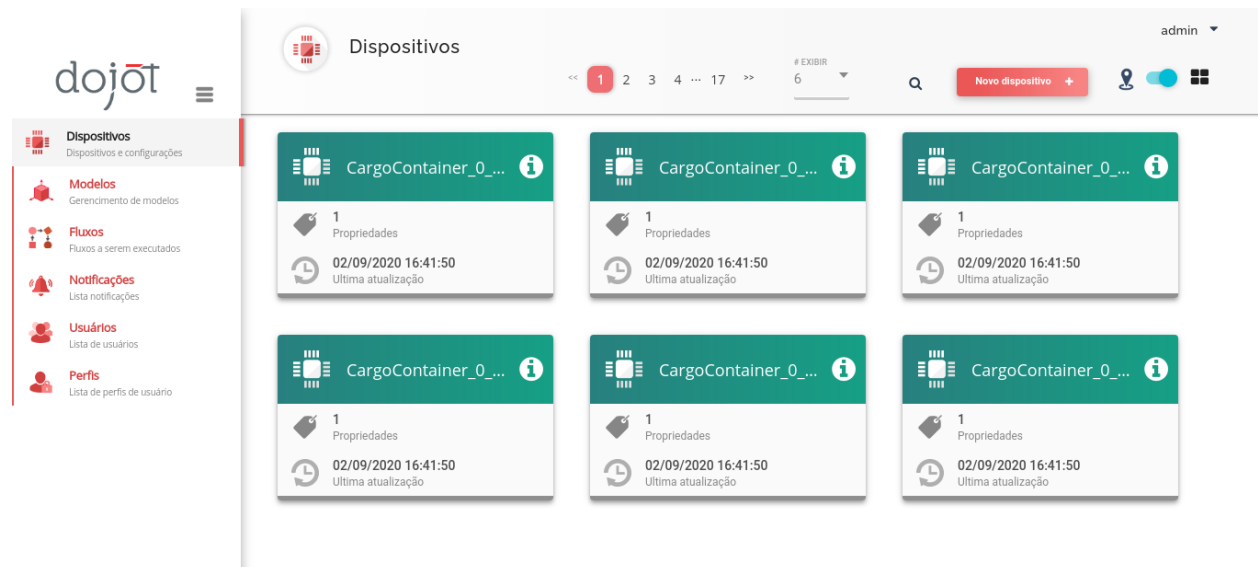 dojot
Dispositivos
Dispositivos e configurações
Modelos
Gerencimento de modelos
Fluxos
Fluxos a serem executados
Notificações
Lista notificações
Usuários
Lista de usuários
Perfis
Lista de perfis de usuário
Dispositivos
admin
<< 1 2 3 4 ... 17 >>
# EXIBIR
6
Novo dispositivo +
CargoContainer_0_...
1
Propriedades
02/09/2020 16:41:50
Ultima atualização
CargoContainer_0_...
1
Propriedades
02/09/2020 16:41:50
Ultima atualização
CargoContainer_0_...
1
Propriedades
02/09/2020 16:41:50
Ultima atualização
CargoContainer_0_...
1
Propriedades
02/09/2020 16:41:50
Ultima atualização
CargoContainer_0_...
1
Propriedades
02/09/2020 16:41:50
Ultima atualização
CargoContainer_0_...
1
Propriedades
02/09/2020 16:41:50
Ultima atualização